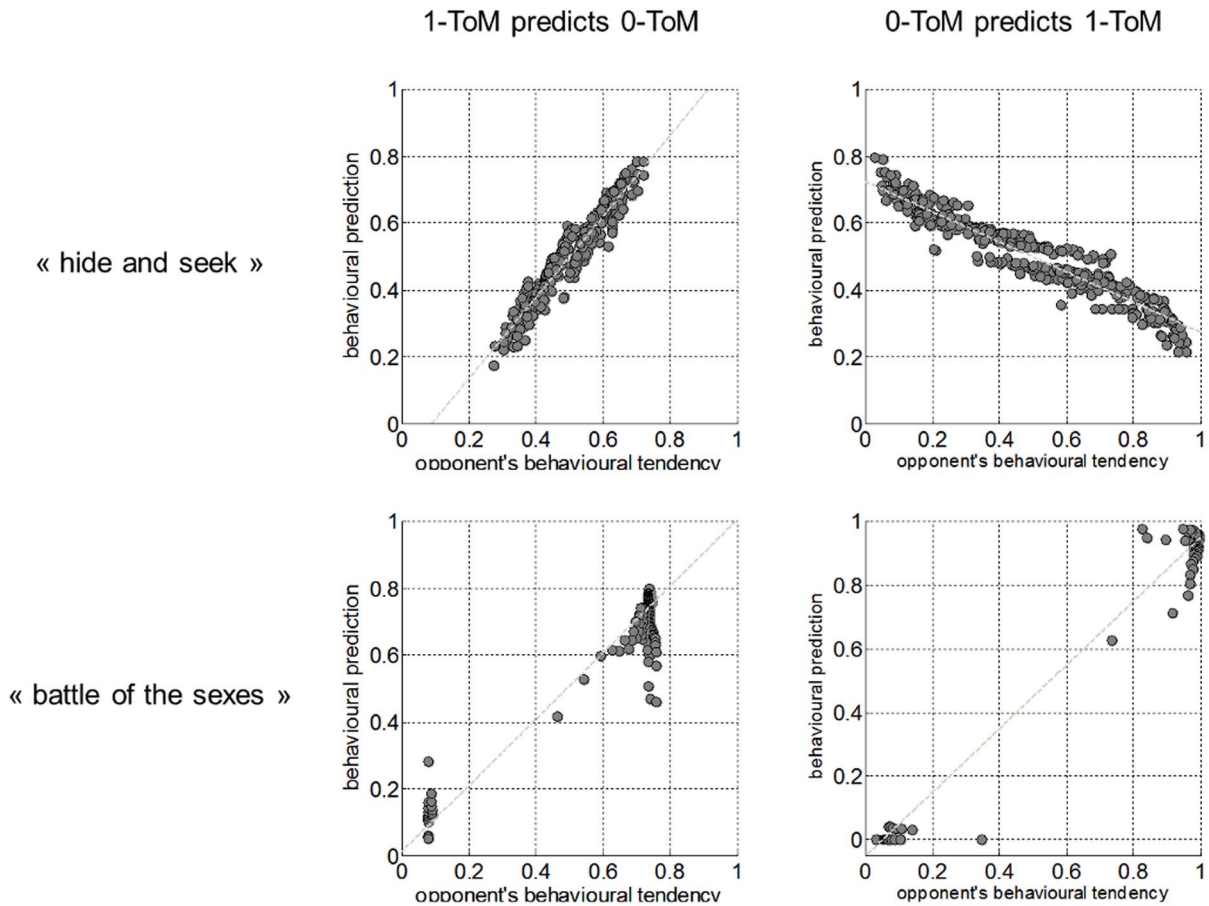 1-ToM predicts 0-ToM
0-ToM predicts 1-ToM
« hide and seek »
behavioural prediction
1
0.8
0.6
0.4
0.2
0
0 0.2 0.4 0.6 0.8 1
opponent's behavioural tendency
behavioural prediction
1
0.8
0.6
0.4
0.2
0
0 0.2 0.4 0.6 0.8 1
opponent's behavioural tendency
« battle of the sexes »
behavioural prediction
1
0.8
0.6
0.4
0.2
0
0 0.2 0.4 0.6 0.8 1
opponent's behavioural tendency
behavioural prediction
1
0.8
0.6
0.4
0.2
0
0 0.2 0.4 0.6 0.8 1
opponent's behavioural tendency